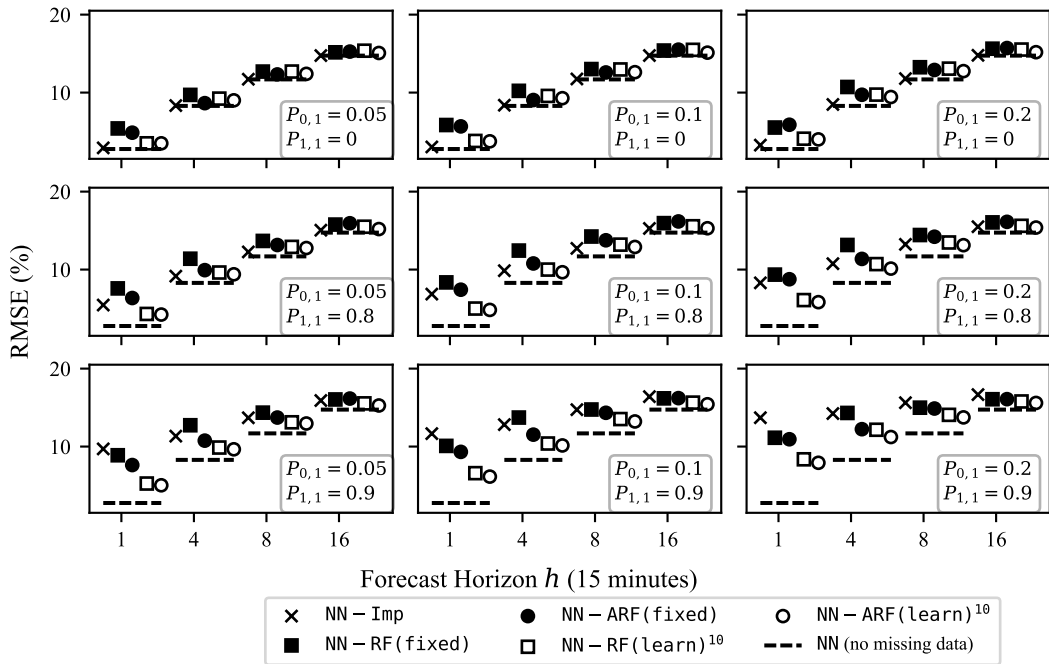 20
10
P0,1 = 0.05
P1,1 = 0
P0,1 = 0.1
P1,1 = 0
P0,1 = 0.2
P1,1 = 0
RMSE (%)
20
10
P0,1 = 0.05
P1,1 = 0.8
P0,1 = 0.1
P1,1 = 0.8
P0,1 = 0.2
P1,1 = 0.8
20
10
P0,1 = 0.05
P1,1 = 0.9
P0,1 = 0.1
P1,1 = 0.9
P0,1 = 0.2
P1,1 = 0.9
1 4 8 16 1 4 8 16 1 4 8 16
Forecast Horizon h (15 minutes)
NN−Imp NN−ARF(fixed) NN−ARF(learn)¹⁰
NN−RF(fixed) NN−RF(learn)¹⁰ NN (no missing data)